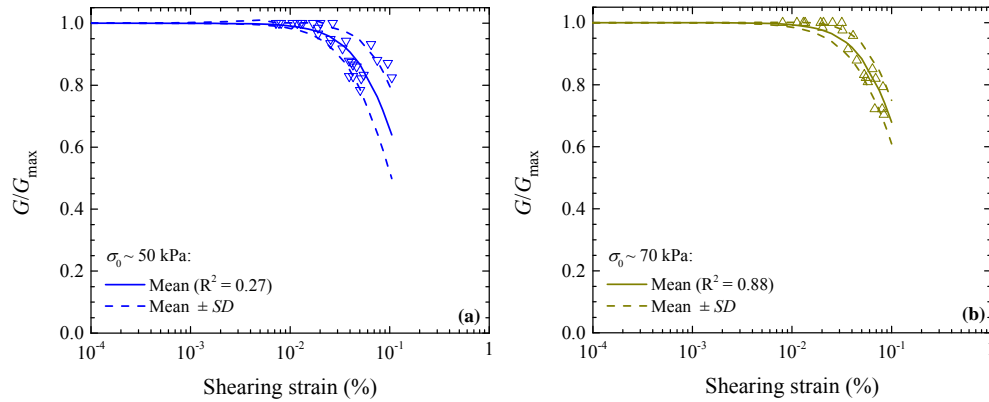 1.0
0.8
0.6
0.4
0.2
0.0
G/G_max
σ₀ ~ 50 kPa:
Mean (R² = 0.27)
Mean ± SD
(a)
10⁻⁴
10⁻³
10⁻²
10⁻¹
1
Shearing strain (%)
1.0
0.8
0.6
0.4
0.2
0.0
G/G_max
σ₀ ~ 70 kPa:
Mean (R² = 0.88)
Mean ± SD
(b)
10⁻⁴
10⁻³
10⁻²
10⁻¹
1
Shearing strain (%)